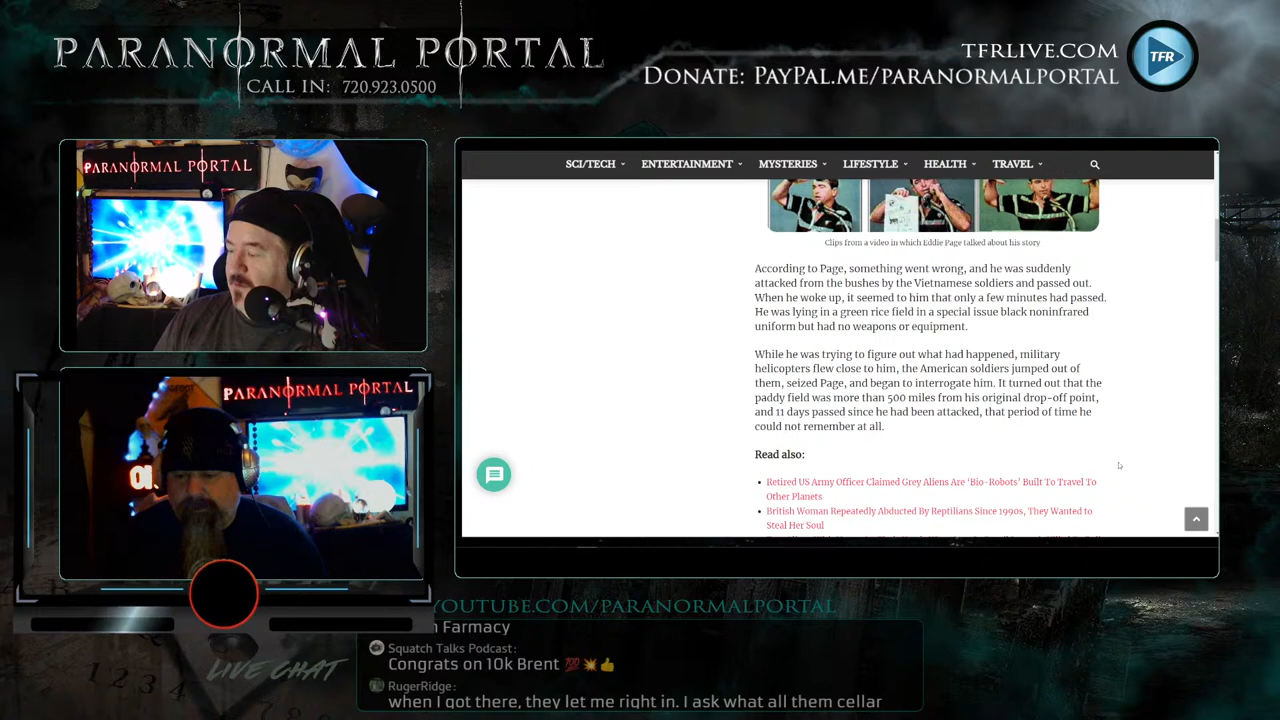 PARANORMAL PORTAL
CALL IN: 720.923.0500
TFRLIVE.COM
DONATE: PAYPAL.ME/PARANORMALPORTAL
TFR
PARANORMAL PORTAL
PARANORMAL PORTAL
SCI/TECH
ENTERTAINMENT
MYSTERIES
LIFESTYLE
HEALTH
TRAVEL
Clips from a video in which Eddie Page talked about his story
According to Page, something went wrong, and he was suddenly
attacked from the bushes by the Vietnamese soldiers and passed out.
When he woke up, it seemed to him that only a few minutes had passed.
He was lying in a green rice field in a special issue black noninfrared
uniform but had no weapons or equipment.
While he was trying to figure out what had happened, military
helicopters flew close to him, the American soldiers jumped out of
them, seized Page, and began to interrogate him. It turned out that the
paddy field was more than 500 miles from his original drop-off point,
and 11 days passed since he had been attacked, that period of time he
could not remember at all.
Read also:
Retired US Army Officer Claimed Grey Aliens Are ‘Bio-Robots’ Built To Travel To
Other Planets
British Woman Repeatedly Abducted By Reptilians Since 1990s, They Wanted to
Steal Her Soul
YOUTUBE.COM/PARANORMALPORTAL
LIVE CHAT
1 2 3 4
Farmacy
Squatch Talks Podcast:
Congrats on 10k Brent 💯💥👍
RugerRidge:
when I got there, they let me right in. I ask what all them cellar